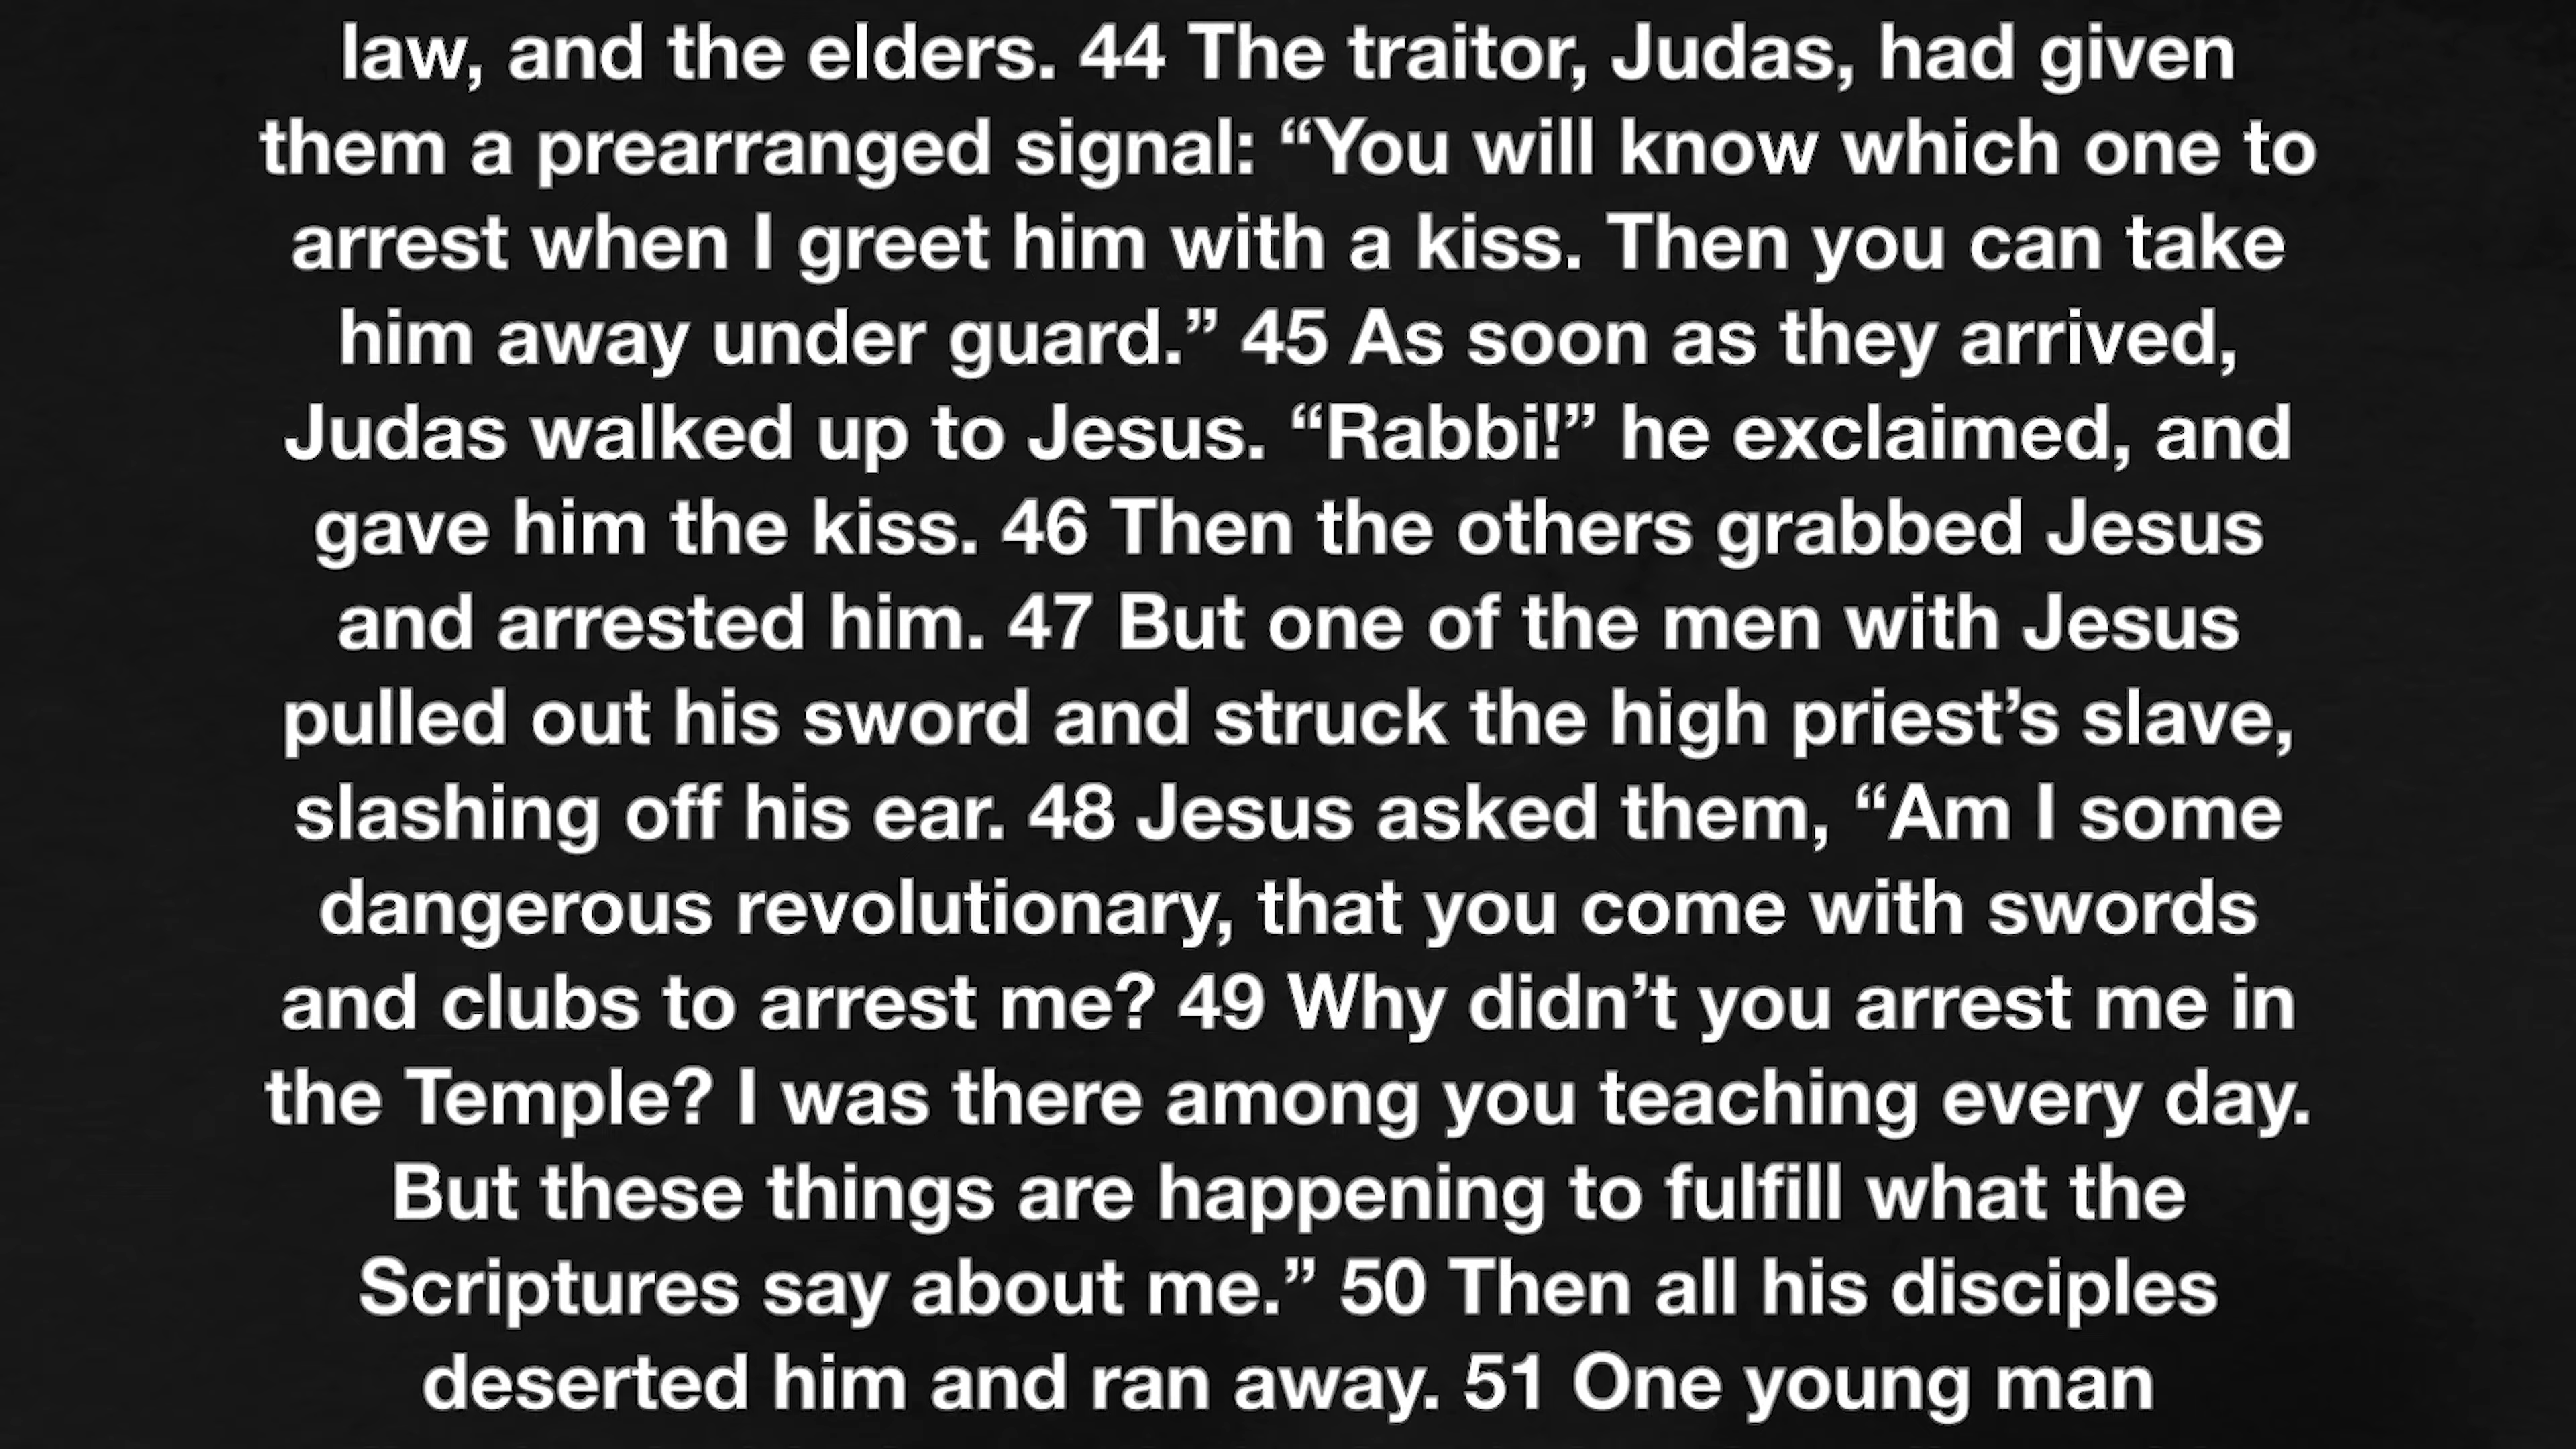 law, and the elders. 44 The traitor, Judas, had given
them a prearranged signal: “You will know which one to
arrest when I greet him with a kiss. Then you can take
him away under guard.” 45 As soon as they arrived,
Judas walked up to Jesus. “Rabbi!” he exclaimed, and
gave him the kiss. 46 Then the others grabbed Jesus
and arrested him. 47 But one of the men with Jesus
pulled out his sword and struck the high priest’s slave,
slashing off his ear. 48 Jesus asked them, “Am I some
dangerous revolutionary, that you come with swords
and clubs to arrest me? 49 Why didn’t you arrest me in
the Temple? I was there among you teaching every day.
But these things are happening to fulfill what the
Scriptures say about me.” 50 Then all his disciples
deserted him and ran away. 51 One young man